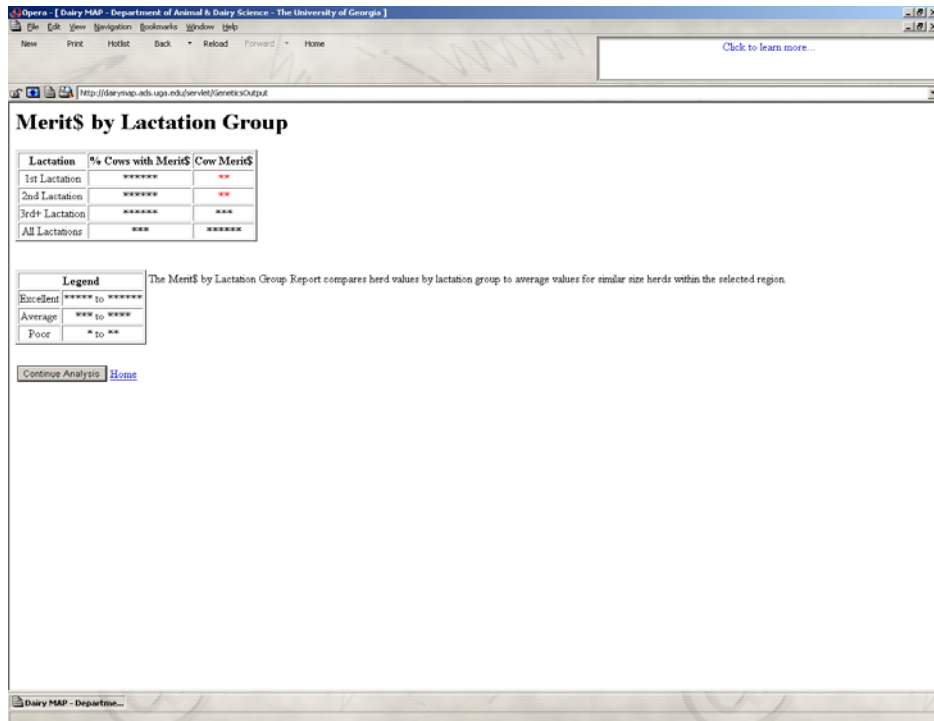 Opera - [ Dairy MAP - Department of Animal & Dairy Science - The University of Georgia ]
File Edit View Navigation Bookmarks Window Help
New Print Hotlist Back Reload Forward Home
Click to learn more...
http://dairymap.ads.uga.edu/servlet/GeneticsOutput
Merit$ by Lactation Group
Lactation % Cows with Merit$ Cow Merit$
1st Lactation ****** **
2nd Lactation ****** **
3rd+ Lactation ****** ***
All Lactations *** ******
Legend
The Merit$ by Lactation Group Report compares herd values by lactation group to average values for similar size herds within the selected region.
Excellent ***** to ******
Average *** to ****
Poor * to **
Continue Analysis Home
Dairy MAP - Departme...